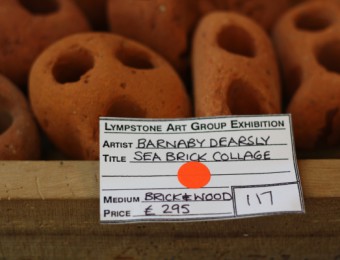 LYMPSTONE ART GROUP EXHIBITION
ARTIST BARNABY DEARSLY
TITLE SEA BRICK COLLAGE
MEDIUM BRICK & WOOD
117
PRICE £ 295